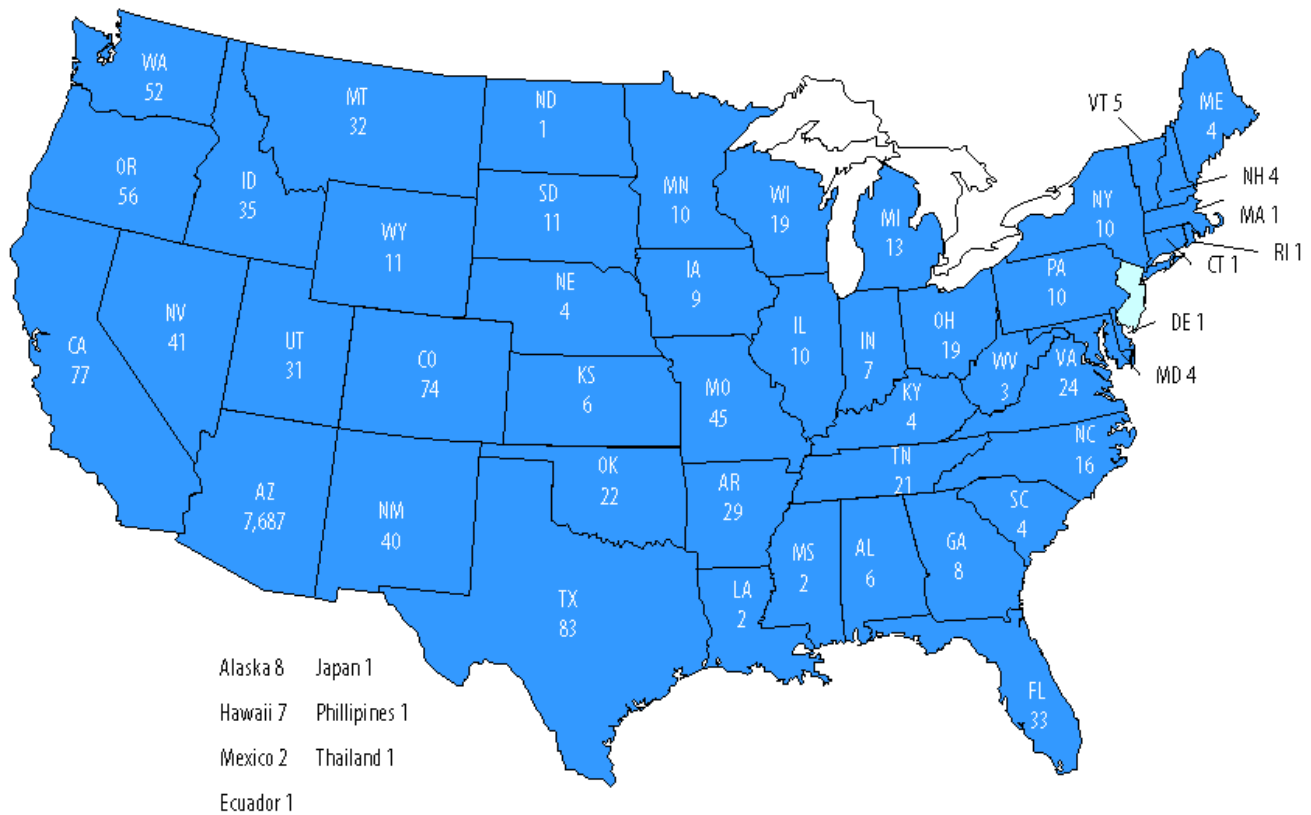 WA
52
OR
56
ID
35
MT
32
ND
1
SD
11
WY
11
NE
4
MN
10
WI
19
MI
13
IA
9
VT 5
ME
4
NH 4
MA 1
RI 1
CT 1
NY
10
PA
10
DE 1
MD 4
CA
77
NV
41
UT
31
CO
74
KS
6
MO
45
IL
10
IN
7
OH
19
WV
3
VA
24
KY
4
NC
16
TN
21
SC
4
AZ
7,687
NM
40
OK
22
AR
29
TX
83
LA
2
MS
2
AL
6
GA
8
FL
33
Alaska 8 Japan 1
Hawaii 7 Phillipines 1
Mexico 2 Thailand 1
Ecuador 1